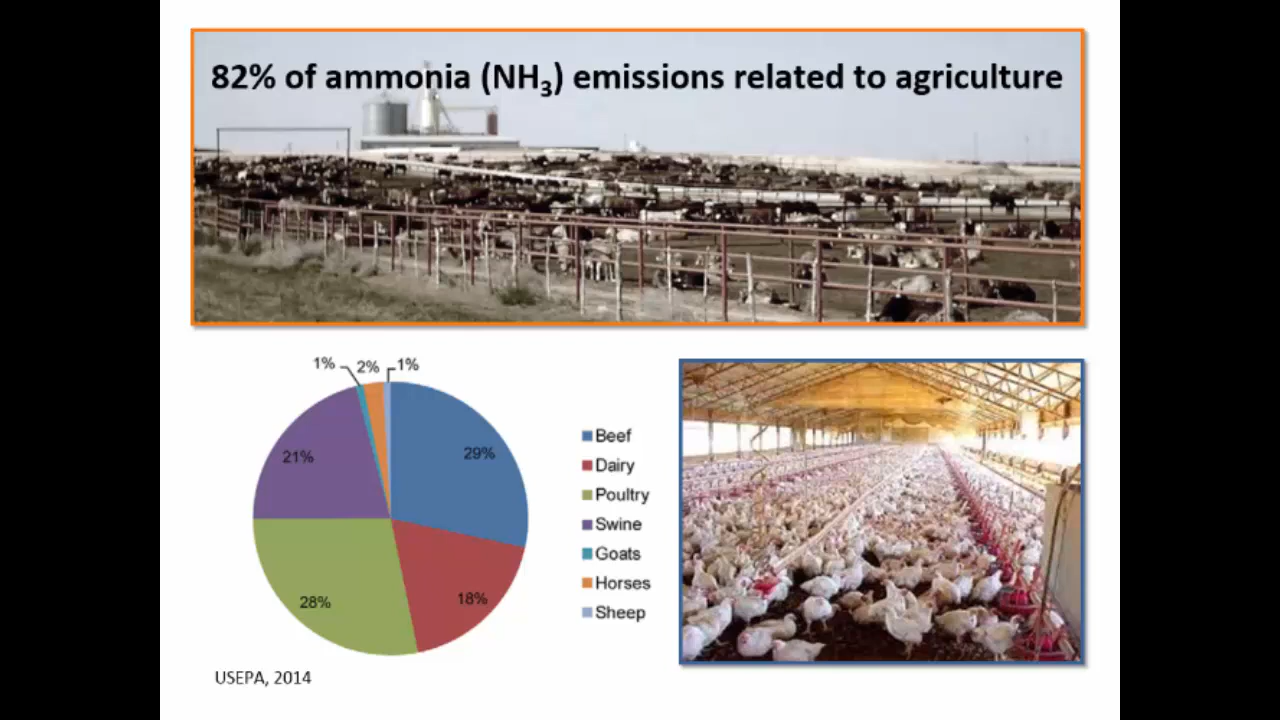 82% of ammonia (NH₃) emissions related to agriculture
1% 2% 1%
21%
29%
28%
18%
Beef
Dairy
Poultry
Swine
Goats
Horses
Sheep
USEPA, 2014